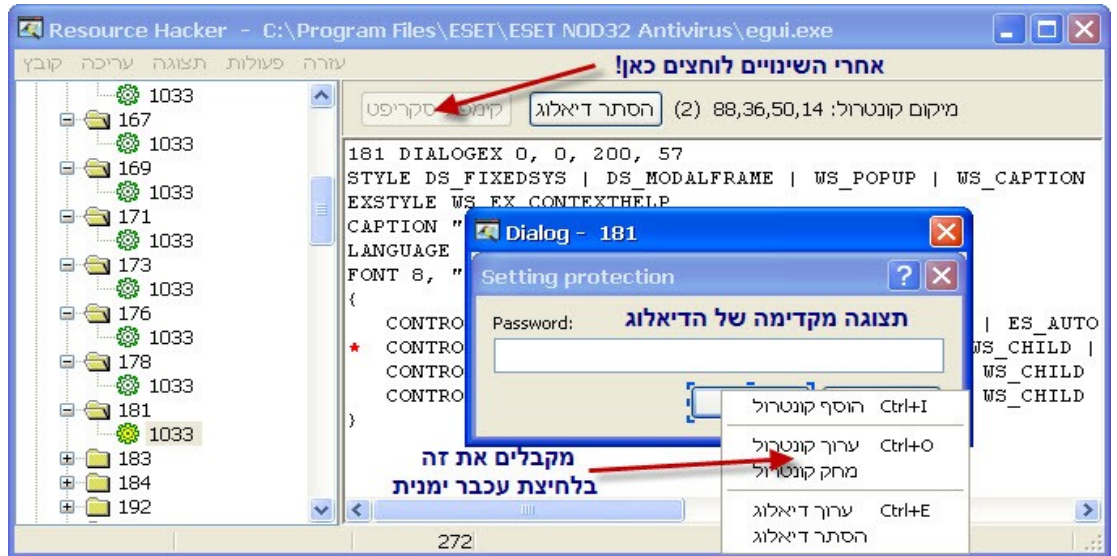 Resource Hacker - C:\Program Files\ESET\ESET NOD32 Antivirus\egui.exe
קובץ עריכה תצוגה פעולות עזרה
אחרי השינויים לוחצים כאן!
הסתר דיאלוג
סקריפט
מיקום קונטרול: 88,36,50,14 (2)
1033
167
1033
169
1033
171
1033
173
1033
176
1033
178
1033
181
1033
183
184
192
181 DIALOGEX 0, 0, 200, 57
STYLE DS_FIXEDSYS | DS_MODALFRAME | WS_POPUP | WS_CAPTION
EXSTYLE WS_EX_CONTEXTHELP
CAPTION "
LANGUAGE
FONT 8, "
{
CONTRO | ES_AUTO
* CONTRO WS_CHILD |
CONTRO WS_CHILD
CONTRO WS_CHILD
}
Dialog - 181
Setting protection
Password:
תצוגה מקדימה של הדיאלוג
הוסף קונטרול Ctrl+I
ערוך קונטרול Ctrl+O
מחק קונטרול
ערוך דיאלוג Ctrl+E
הסתר דיאלוג
מקבלים את זה
בלחיצת עכבר ימנית
272